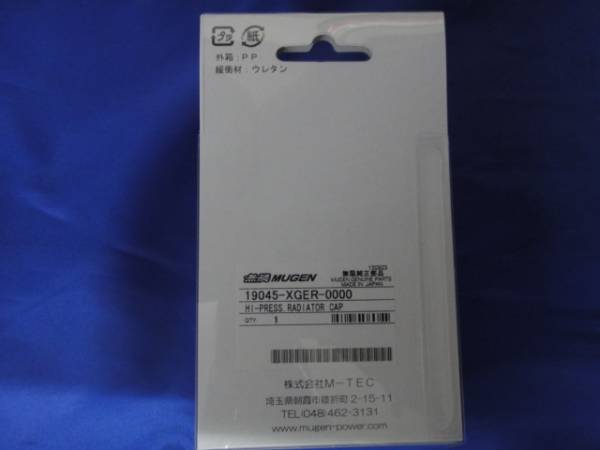 プラ 紙
外箱：ＰＰ
緩衝材：ウレタン
無限 MUGEN
無限純正部品
MUGEN GENUINE PARTS
MADE IN JAPAN
19045-XGER-0000
HI-PRESS RADIATOR CAP
QTY. 1
株式会社M－TEC
埼玉県朝霞市膝折町2-15-11
TEL(048)462-3131
www.mugen-power.com